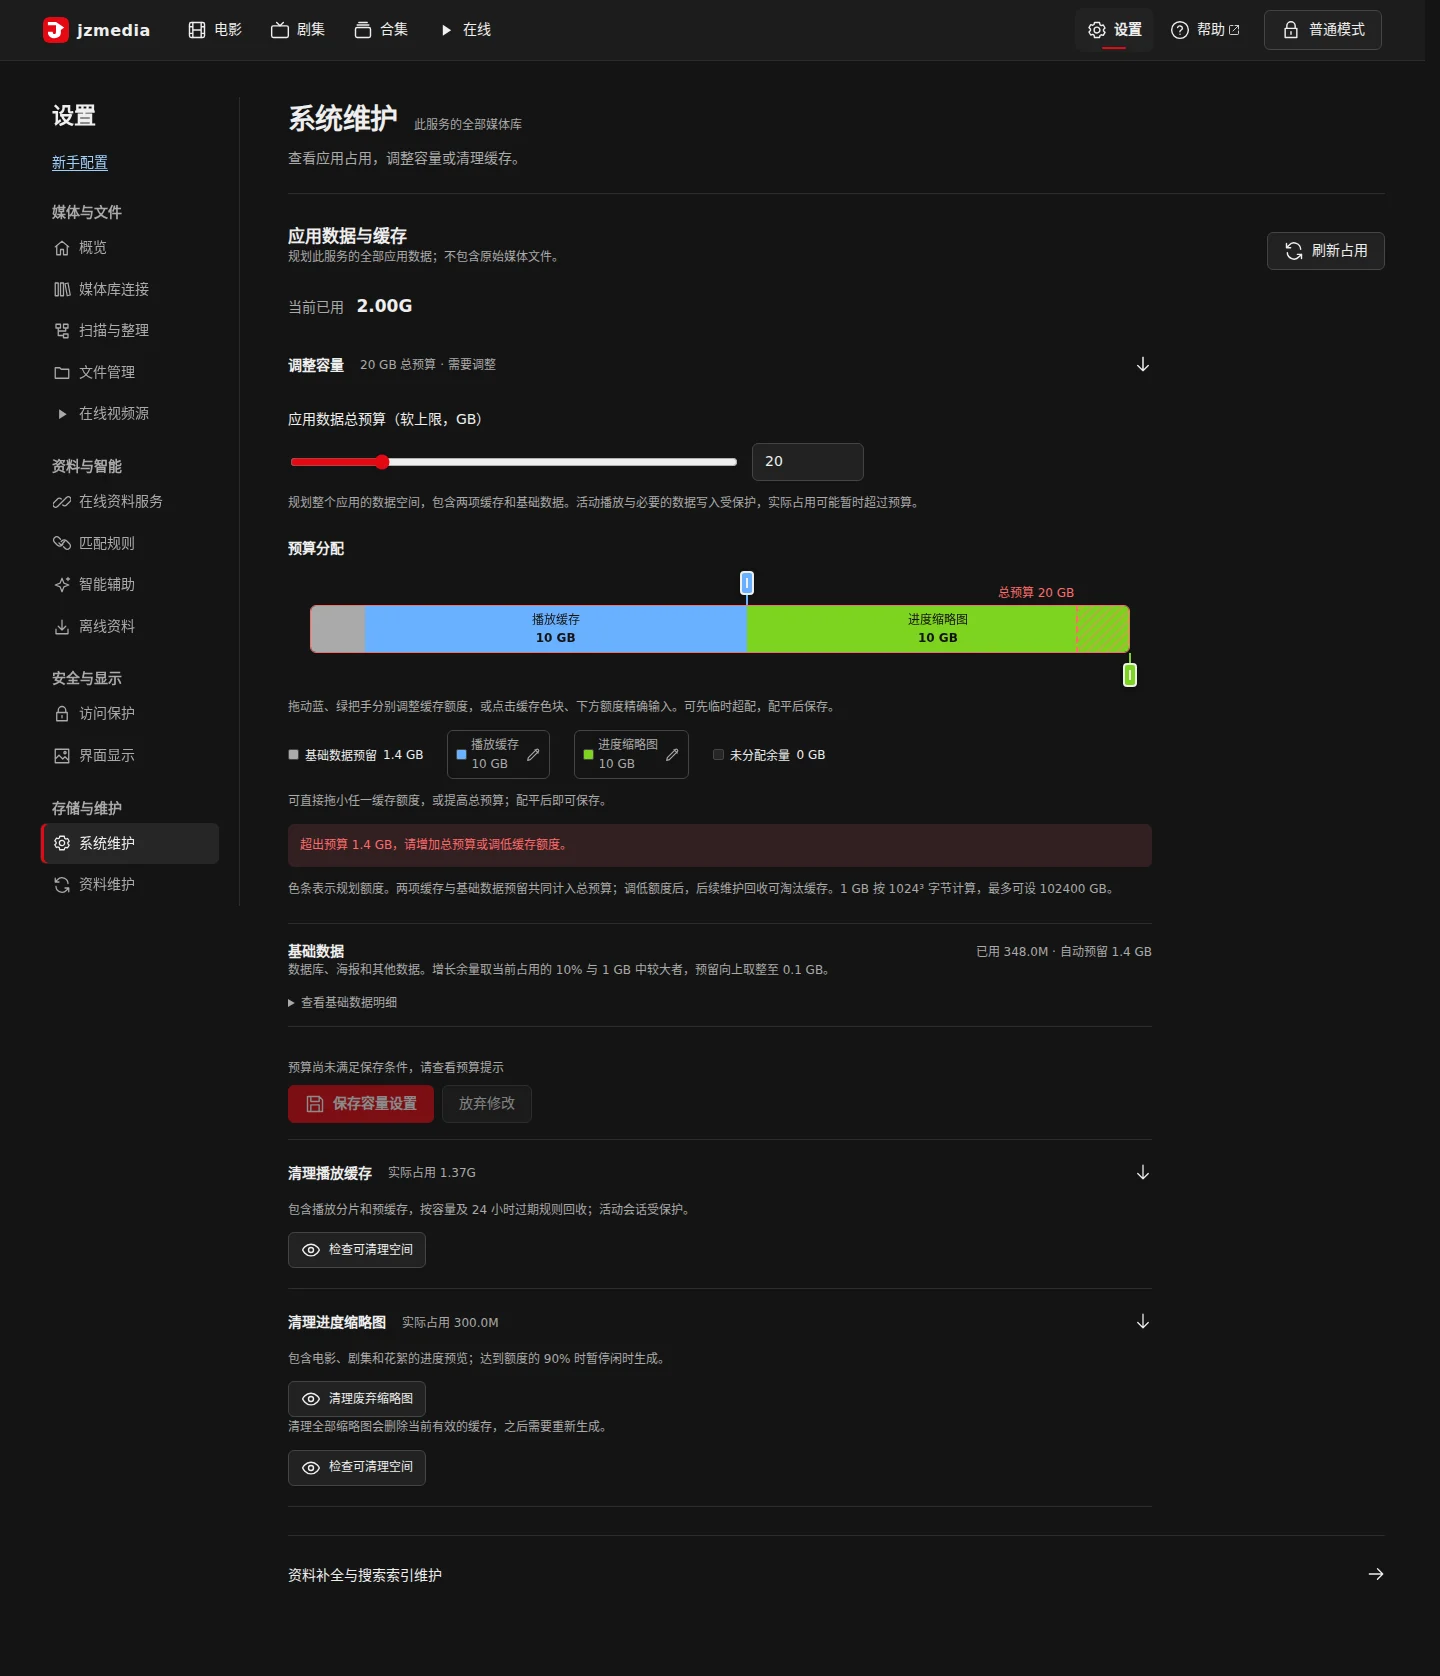 jzmedia
电影
剧集
合集
在线
设置
帮助
普通模式
设置
新手配置
媒体与文件
概览
媒体库连接
扫描与整理
文件管理
在线视频源
资料与智能
在线资料服务
匹配规则
智能辅助
离线资料
安全与显示
访问保护
界面显示
存储与维护
系统维护
资料维护
系统维护 此服务的全部媒体库
查看应用占用，调整容量或清理缓存。
应用数据与缓存
规划此服务的全部应用数据；不包含原始媒体文件。
刷新占用
当前已用 2.00G
调整容量 20 GB 总预算 · 需要调整
应用数据总预算（软上限，GB）
20
规划整个应用的数据空间，包含两项缓存和基础数据。活动播放与必要的数据写入受保护，实际占用可能暂时超过预算。
预算分配
总预算 20 GB
播放缓存
10 GB
进度缩略图
10 GB
拖动蓝、绿把手分别调整缓存额度，或点击缓存色块、下方额度精确输入。可先临时超配，配平后保存。
基础数据预留 1.4 GB
播放缓存
10 GB
进度缩略图
10 GB
未分配余量 0 GB
可直接拖小任一缓存额度，或提高总预算；配平后即可保存。
超出预算 1.4 GB，请增加总预算或调低缓存额度。
色条表示规划额度。两项缓存与基础数据预留共同计入总预算；调低额度后，后续维护回收可淘汰缓存。1 GB 按 1024³ 字节计算，最多可设 102400 GB。
基础数据
已用 348.0M · 自动预留 1.4 GB
数据库、海报和其他数据。增长余量取当前占用的 10% 与 1 GB 中较大者，预留向上取整至 0.1 GB。
查看基础数据明细
预算尚未满足保存条件，请查看预算提示
保存容量设置
放弃修改
清理播放缓存 实际占用 1.37G
包含播放分片和预缓存，按容量及 24 小时过期规则回收；活动会话受保护。
检查可清理空间
清理进度缩略图 实际占用 300.0M
包含电影、剧集和花絮的进度预览；达到额度的 90% 时暂停闲时生成。
清理废弃缩略图
清理全部缩略图会删除当前有效的缓存，之后需要重新生成。
检查可清理空间
资料补全与搜索索引维护